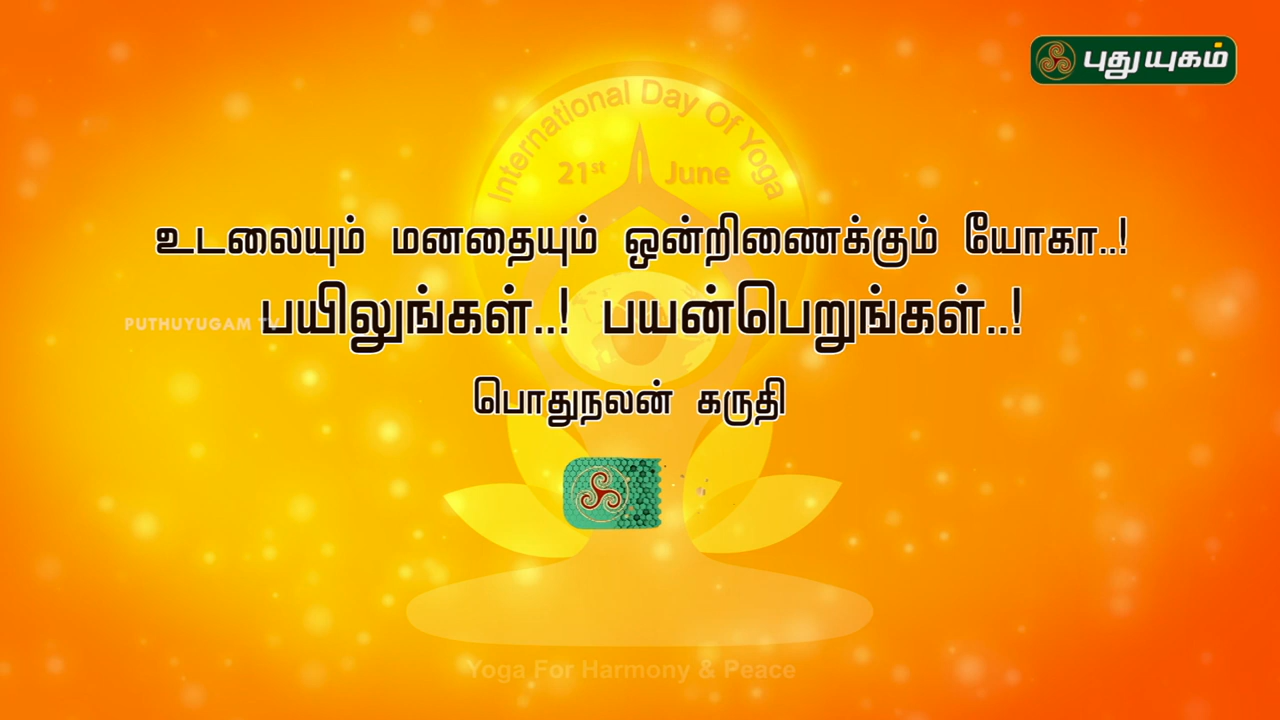 புதுயுகம்
International Day Of Yoga
21st June
உடலையும் மனதையும் ஒன்றிணைக்கும் யோகா..!
பயிலுங்கள்..! பயன்பெறுங்கள்..!
PUTHUYUGAM TV
பொதுநலன் கருதி
Yoga For Harmony & Peace